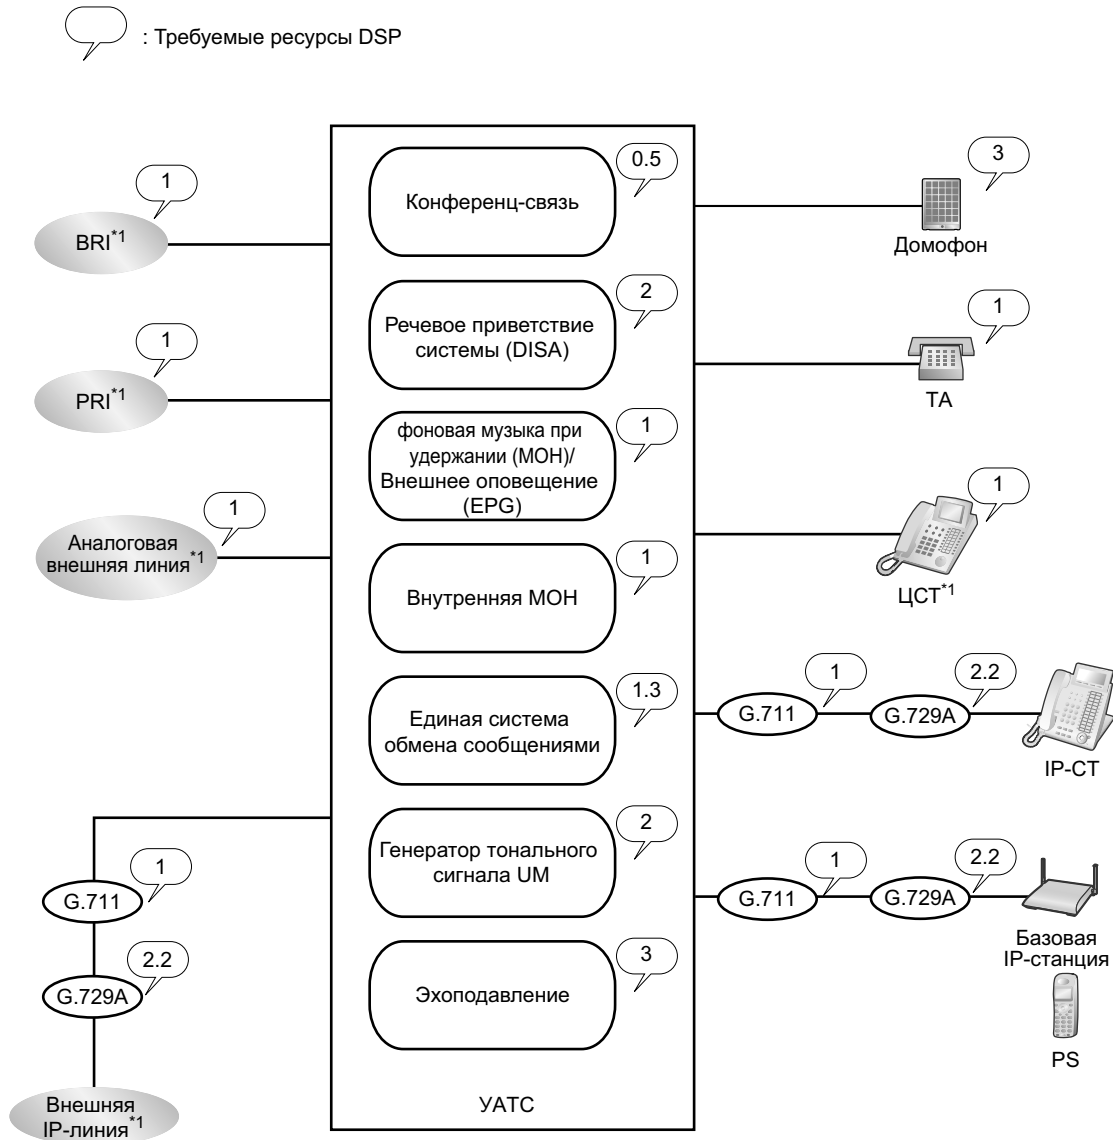 : Требуемые ресурсы DSP
0.5
Конференц-связь
3
Домофон
1
BRI*1
2
Речевое приветствие
системы (DISA)
1
ТА
1
PRI*1
1
фоновая музыка при
удержании (MOH)/
Внешнее оповещение
(EPG)
1
Аналоговая
внешняя линия*1
1
ЦСТ*1
1
Внутренняя MOH
1.3
Единая система
обмена сообщениями
1
2.2
G.711
G.729A
IP-СТ
2
Генератор тонального
сигнала UM
1
G.711
2.2
G.729A
Внешняя
IP-линия*1
1
2.2
G.711
G.729A
Базовая
IP-станция
PS
3
Эхоподавление
УАТС